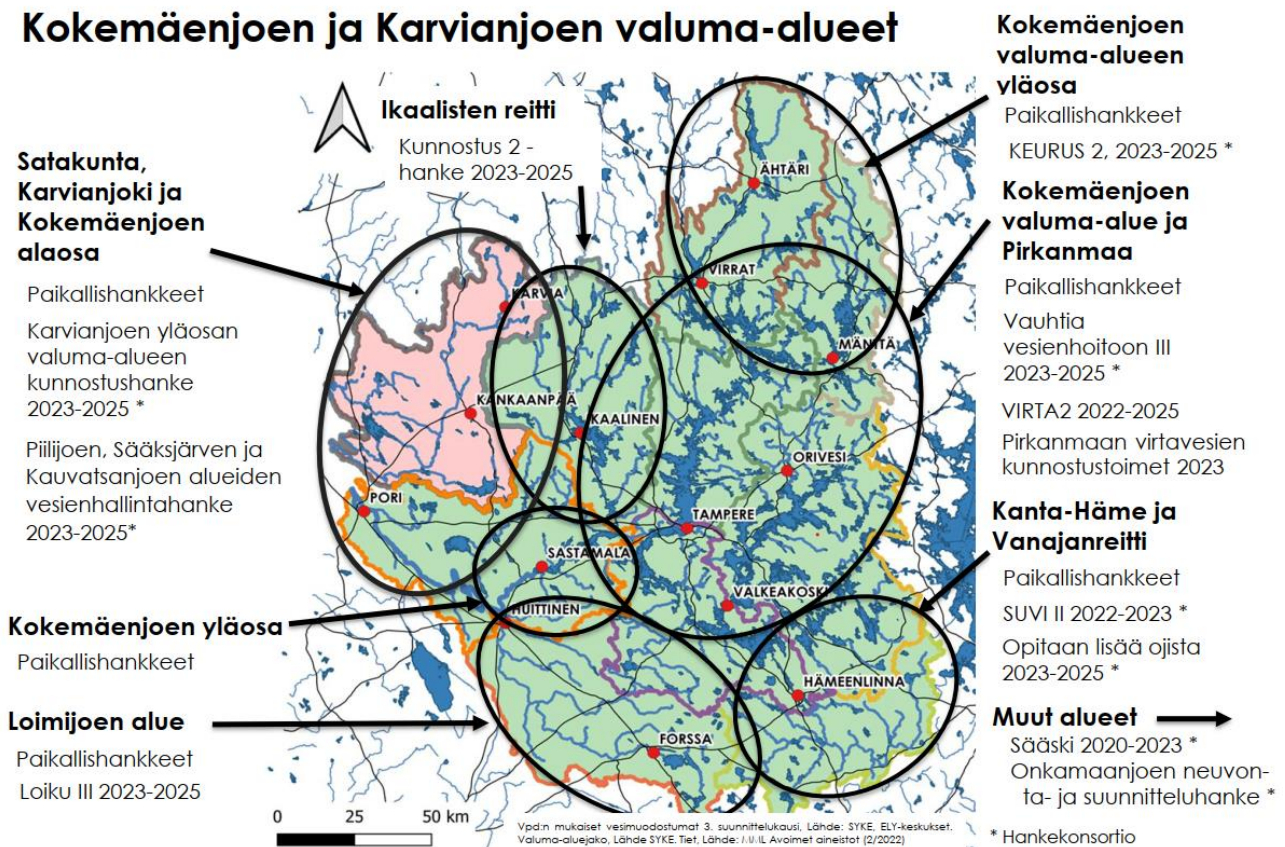 Kokemäenjoen ja Karvianjoen valuma-alueet
Ikaalisten reitti
Kunnostus 2 -
hanke 2023-2025
Satakunta,
Karvianjoki ja
Kokemäenjoen
alaosa
Paikallishankkeet
Karvianjoen yläosan
valuma-alueen
kunnostushanke
2023-2025 *
Piilijoen, Sääksjärven ja
Kauvatsanjoen alueiden
vesienhallintahanke
2023-2025*
Kokemäenjoen yläosa
Paikallishankkeet
Loimijoen alue
Paikallishankkeet
Loiku III 2023-2025
ÄHTÄRI
VIRRAT
KARVIA
MÄNTTÄ
KANKAANPÄÄ
KAALINEN
ORIVESI
PORI
TAMPERE
SASTAMALA
VALKEAKOSKI
HUITTINEN
HÄMEENLINNA
FORSSA
0 25 50 km
Vpd:n mukaiset vesimuodostumat 3. suunnittelukausi, Lähde: SYKE, ELY-keskukset.
Valuma-aluejako, Lähde SYKE. Tiet, Lähde: MML Avoimet aineistot (2/2022)
Kokemäenjoen
valuma-alueen
yläosa
Paikallishankkeet
KEURUS 2, 2023-2025 *
Kokemäenjoen
valuma-alue ja
Pirkanmaa
Paikallishankkeet
Vauhtia
vesienhoitoon III
2023-2025 *
VIRTA2 2022-2025
Pirkanmaan virtavesien
kunnostustoimet 2023
Kanta-Häme ja
Vanajanreitti
Paikallishankkeet
SUVI II 2022-2023 *
Opitaan lisää ojista
2023-2025 *
Muut alueet
Sääski 2020-2023 *
Onkamaanjoen neuvon-
ta- ja suunnitteluhanke *
* Hankekonsortio